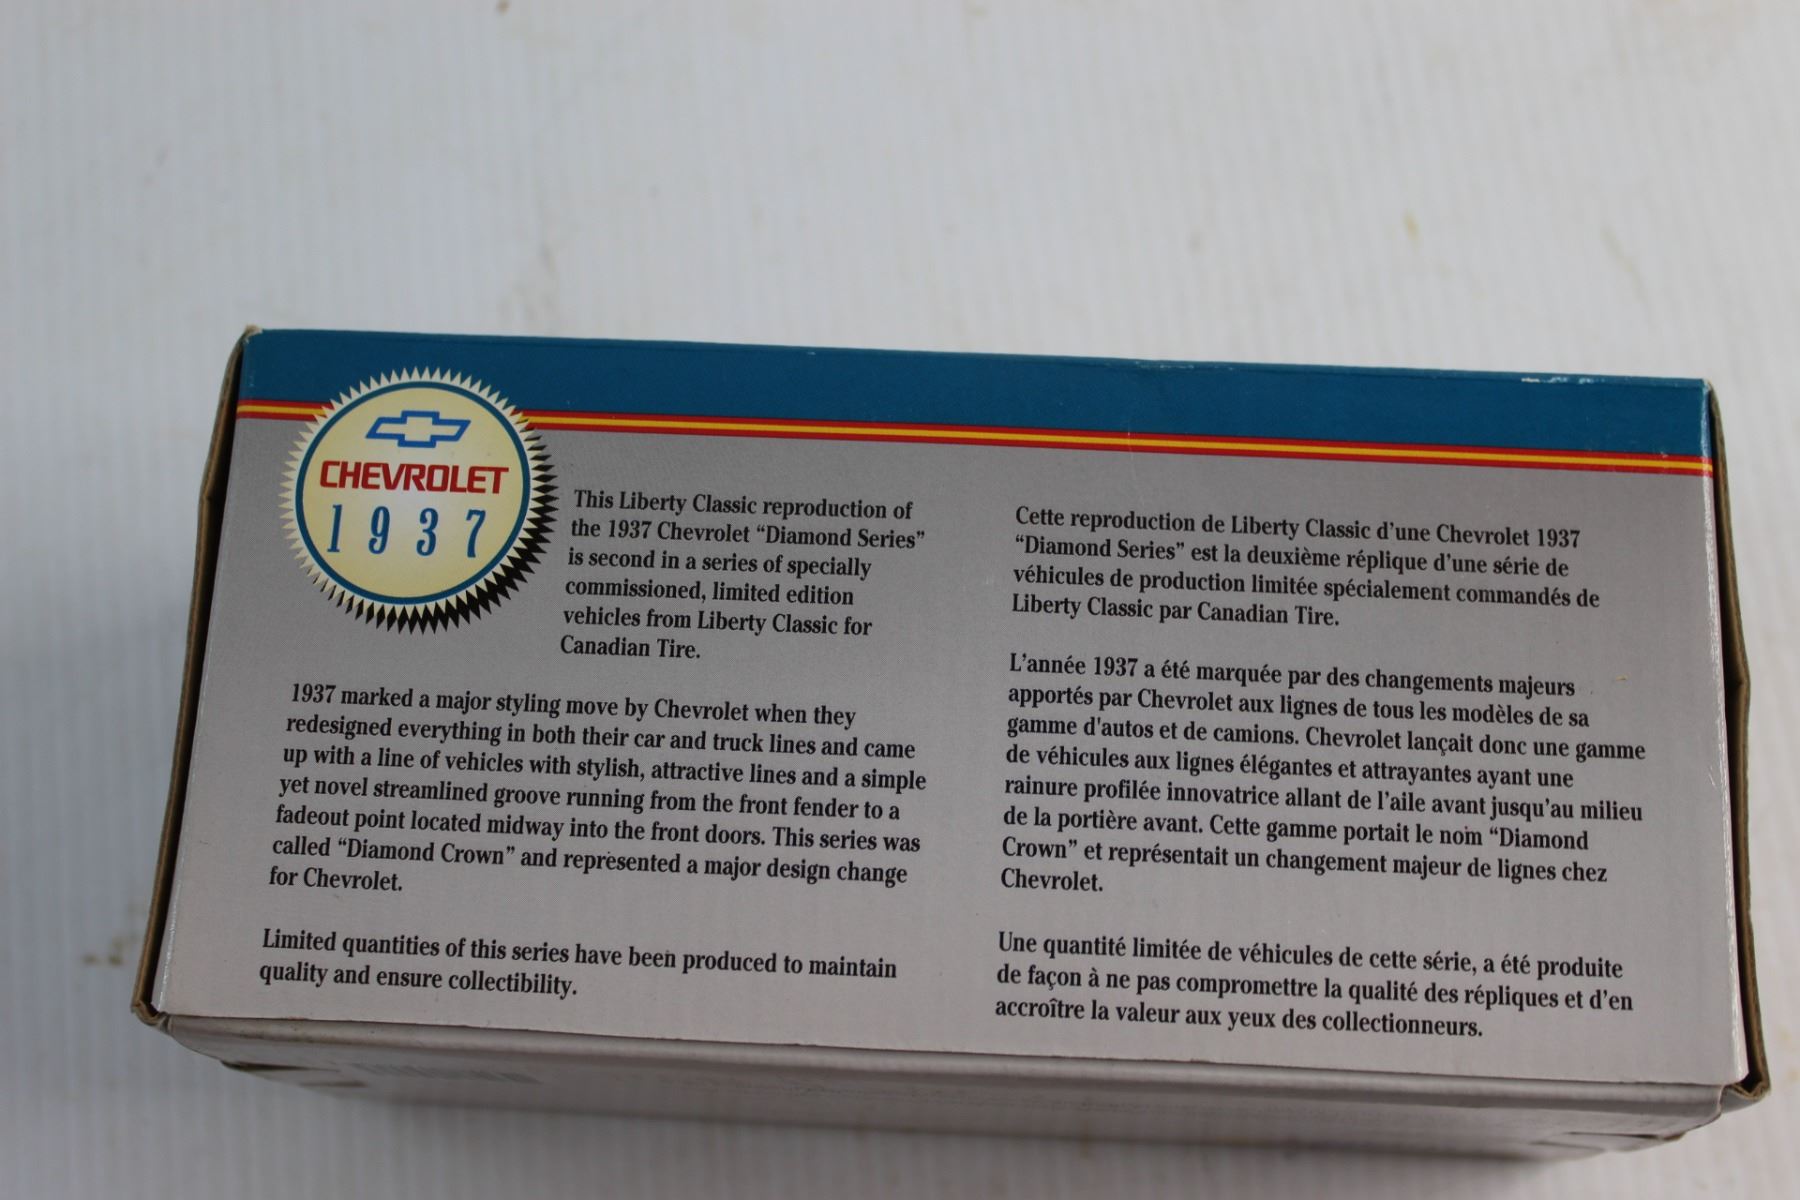 CHEVROLET
1937
This Liberty Classic reproduction of
the 1937 Chevrolet “Diamond Series”
is second in a series of specially
commissioned, limited edition
vehicles from Liberty Classic for
Canadian Tire.
1937 marked a major styling move by Chevrolet when they
redesigned everything in both their car and truck lines and came
up with a line of vehicles with stylish, attractive lines and a simple
yet novel streamlined groove running from the front fender to a
fadeout point located midway into the front doors. This series was
called “Diamond Crown” and represented a major design change
for Chevrolet.
Limited quantities of this series have been produced to maintain
quality and ensure collectibility.
Cette reproduction de Liberty Classic d’une Chevrolet 1937
“Diamond Series” est la deuxième réplique d’une série de
véhicules de production limitée spécialement commandés de
Liberty Classic par Canadian Tire.
L’année 1937 a été marquée par des changements majeurs
apportés par Chevrolet aux lignes de tous les modèles de sa
gamme d'autos et de camions. Chevrolet lançait donc une gamme
de véhicules aux lignes élégantes et attrayantes ayant une
rainure profilée innovatrice allant de l’aile avant jusqu’au milieu
de la portière avant. Cette gamme portait le nom “Diamond
Crown” et représentait un changement majeur de lignes chez
Chevrolet.
Une quantité limitée de véhicules de cette série, a été produite
de façon à ne pas compromettre la qualité des répliques et d’en
accroître la valeur aux yeux des collectionneurs.